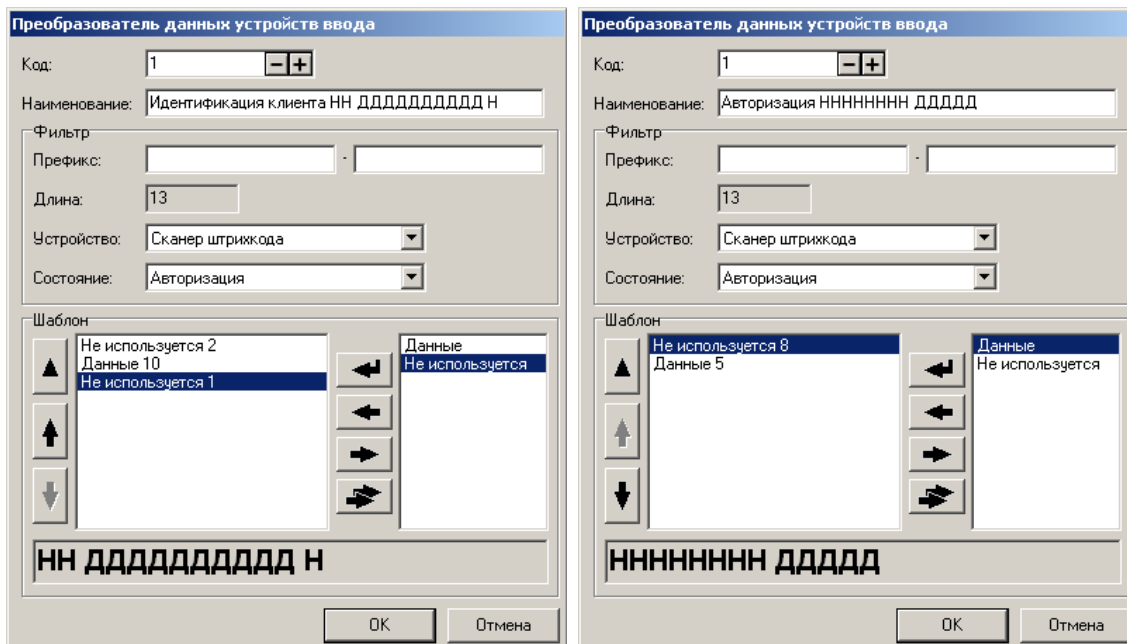 Преобразователь данных устройств ввода
Код:
1
Наименование:
Идентификация клиента НН ДДДДДДДДДД Н
Фильтр
Префикс:
-
Длина:
13
Устройство:
Сканер штрихкода
Состояние:
Авторизация
Шаблон
Не используется 2
Данные 10
Не используется 1
Данные
Не используется
НН ДДДДДДДДДД Н
OK
Отмена
Преобразователь данных устройств ввода
Код:
1
Наименование:
Авторизация НННННННН ДДДДД
Фильтр
Префикс:
-
Длина:
13
Устройство:
Сканер штрихкода
Состояние:
Авторизация
Шаблон
Не используется 8
Данные 5
Данные
Не используется
НННННННН ДДДДД
OK
Отмена